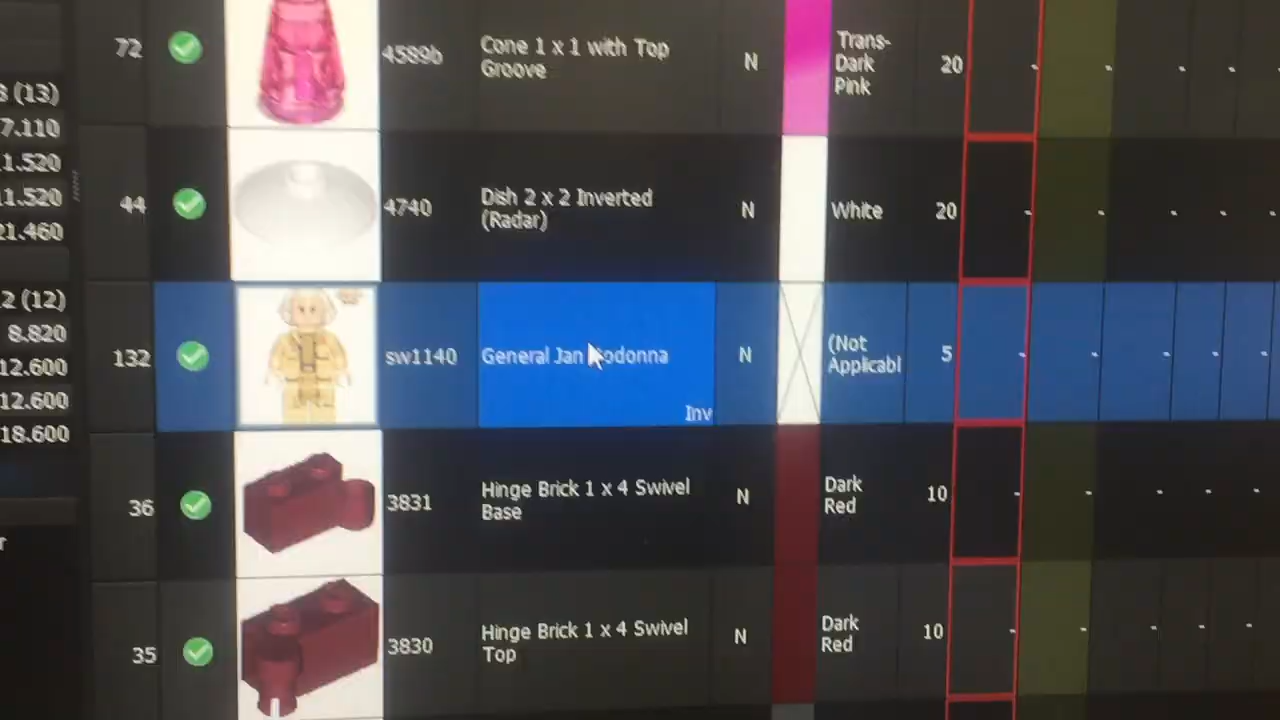 72
4589b
Cone 1 x 1 with Top
Groove
N
Trans-
Dark
Pink
20
(13)
7.110
1.520
1.520
21.460
44
4740
Dish 2 x 2 Inverted
(Radar)
N
White
20
2 (12)
8.820
12.600
12.600
18.600
132
sw1140
General Jan
Inv
N
(Not
Applicabl
5
36
3831
Hinge Brick 1 x 4 Swivel
Base
N
Dark
Red
10
35
3830
Hinge Brick 1 x 4 Swivel
Top
N
Dark
Red
10